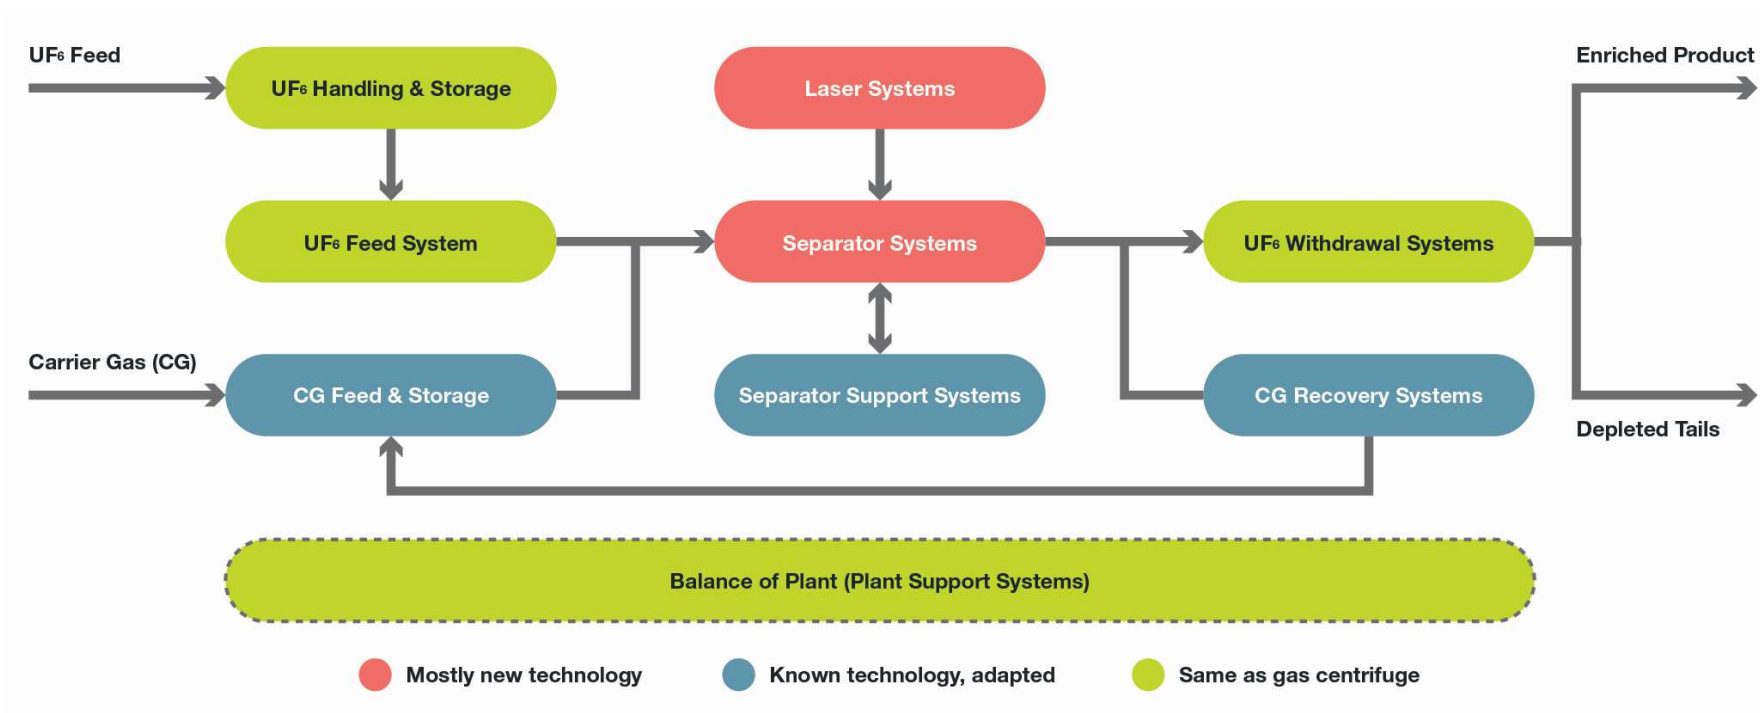 UF6 Feed
UF6 Handling & Storage
Laser Systems
Enriched Product
UF6 Feed System
Separator Systems
UF6 Withdrawal Systems
Carrier Gas (CG)
CG Feed & Storage
Separator Support Systems
CG Recovery Systems
Depleted Tails
Balance of Plant (Plant Support Systems)
Mostly new technology
Known technology, adapted
Same as gas centrifuge